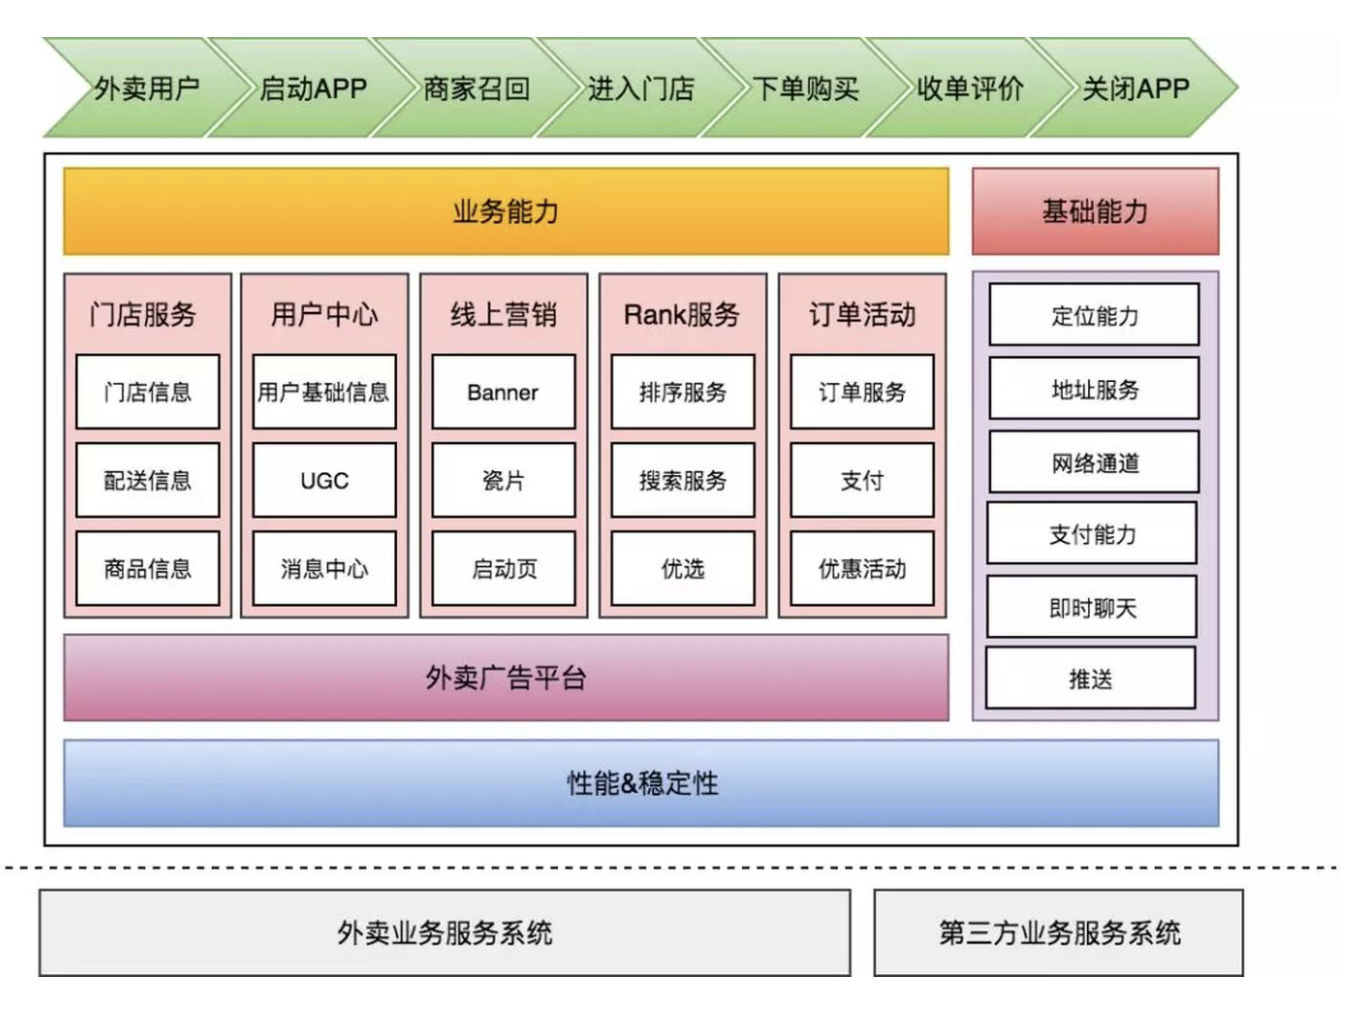 外卖用户
启动APP
商家召回
进入门店
下单购买
收单评价
关闭APP
业务能力
基础能力
门店服务
门店信息
配送信息
商品信息
用户中心
用户基础信息
UGC
消息中心
线上营销
Banner
瓷片
启动页
Rank服务
排序服务
搜索服务
优选
订单活动
订单服务
支付
优惠活动
定位能力
地址服务
网络通道
支付能力
即时聊天
推送
外卖广告平台
性能&稳定性
外卖业务服务系统
第三方业务服务系统